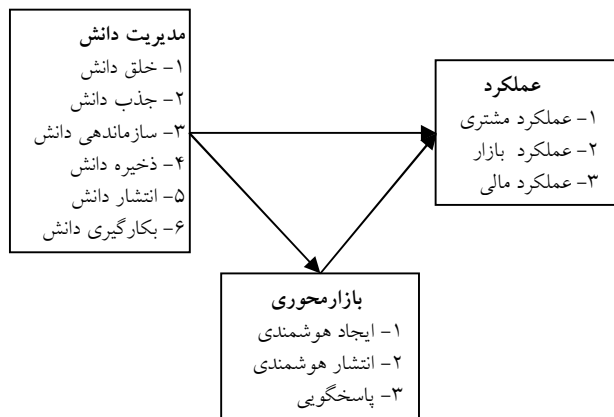 مدیریت دانش
۱- خلق دانش
۲- جذب دانش
۳- سازماندهی دانش
۴- ذخیره دانش
۵- انتشار دانش
۶- بکارگیری دانش
عملکرد
۱- عملکرد مشتری
۲- عملکرد بازار
۳- عملکرد مالی
بازارمحوری
۱- ایجاد هوشمندی
۲- انتشار هوشمندی
۳- پاسخگویی